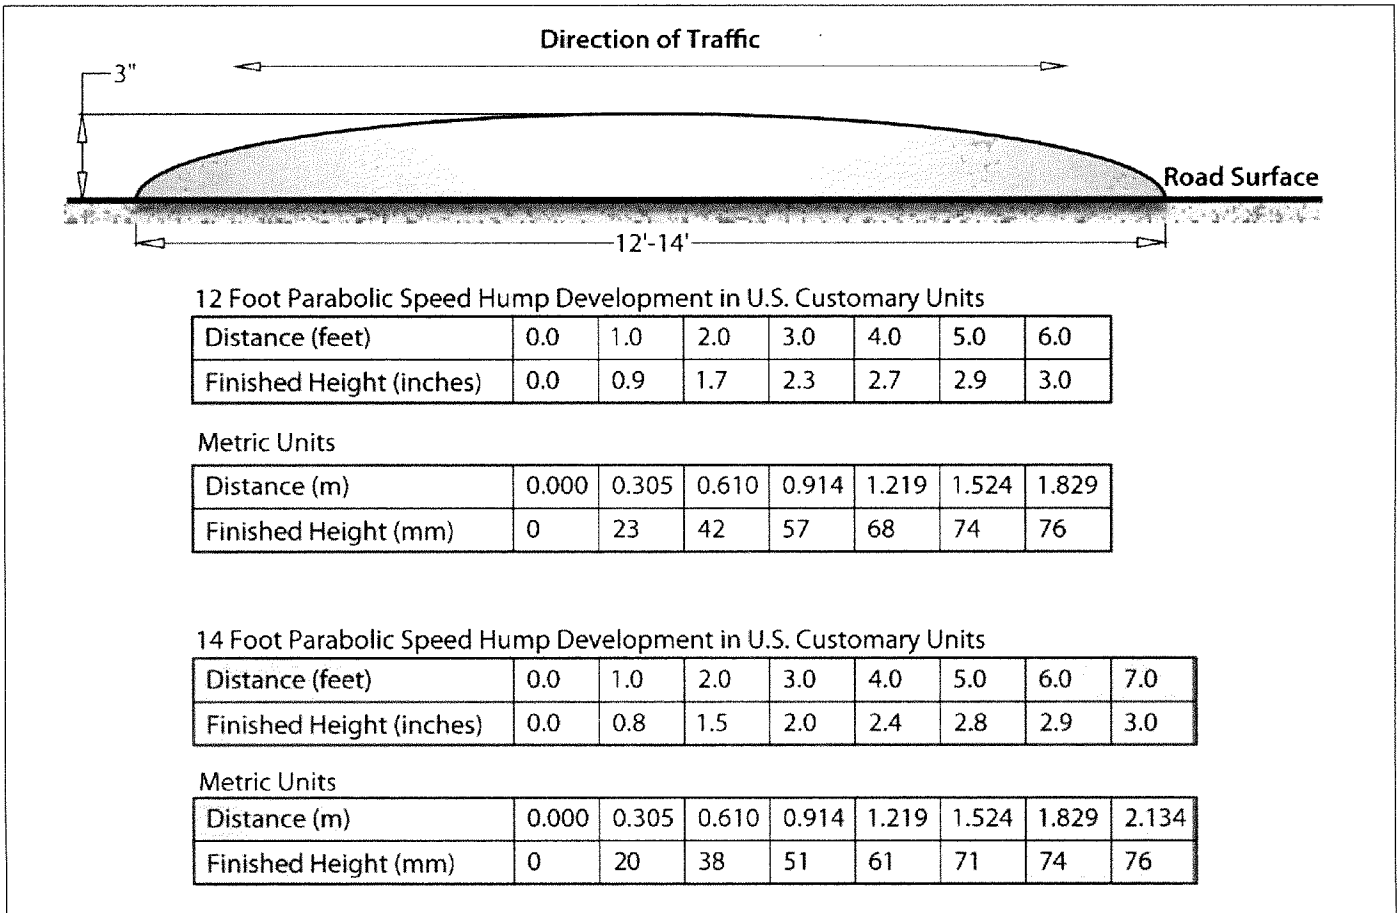 Direction of Traffic
3"
Road Surface
12'-14'
12 Foot Parabolic Speed Hump Development in U.S. Customary Units
Distance (feet) 0.0 1.0 2.0 3.0 4.0 5.0 6.0
Finished Height (inches) 0.0 0.9 1.7 2.3 2.7 2.9 3.0
Metric Units
Distance (m) 0.000 0.305 0.610 0.914 1.219 1.524 1.829
Finished Height (mm) 0 23 42 57 68 74 76
14 Foot Parabolic Speed Hump Development in U.S. Customary Units
Distance (feet) 0.0 1.0 2.0 3.0 4.0 5.0 6.0 7.0
Finished Height (inches) 0.0 0.8 1.5 2.0 2.4 2.8 2.9 3.0
Metric Units
Distance (m) 0.000 0.305 0.610 0.914 1.219 1.524 1.829 2.134
Finished Height (mm) 0 20 38 51 61 71 74 76